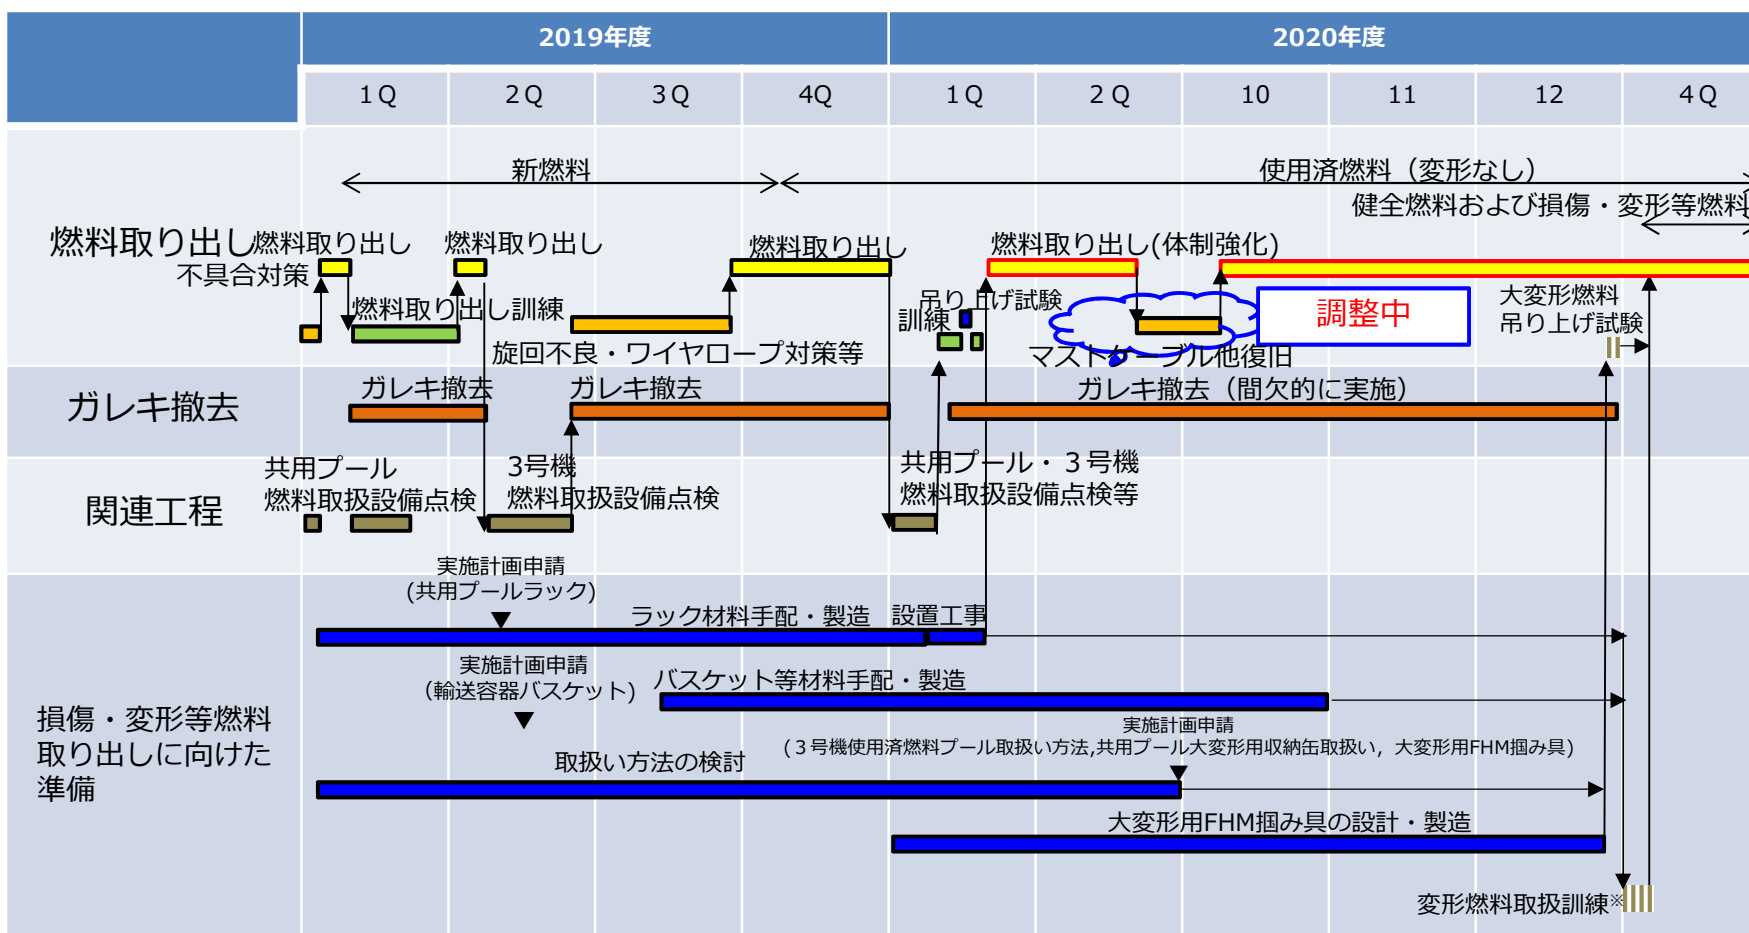 2019年度
2020年度
1Q
2Q
3Q
4Q
1Q
2Q
10
11
12
4Q
新燃料
使用済燃料（変形なし）
健全燃料および損傷・変形等燃料
燃料取り出し
燃料取り出し
燃料取り出し
燃料取り出し
燃料取り出し(体制強化)
不具合対策
燃料取り出し訓練
吊り上げ試験
訓練
調整中
大変形燃料
吊り上げ試験
旋回不良・ワイヤロープ対策等
マストケーブル他復旧
ガレキ撤去
ガレキ撤去
ガレキ撤去
ガレキ撤去（間欠的に実施）
関連工程
共用プール
燃料取扱設備点検
3号機
燃料取扱設備点検
共用プール・３号機
燃料取扱設備点検等
実施計画申請
(共用プールラック)
ラック材料手配・製造
設置工事
実施計画申請
（輸送容器バスケット)
バスケット等材料手配・製造
損傷・変形等燃料
取り出しに向けた
準備
実施計画申請
(３号機使用済燃料プール取扱い方法,共用プール大変形用収納缶取扱い，大変形用FHM掴み具)
取扱い方法の検討
大変形用FHM掴み具の設計・製造
変形燃料取扱訓練※